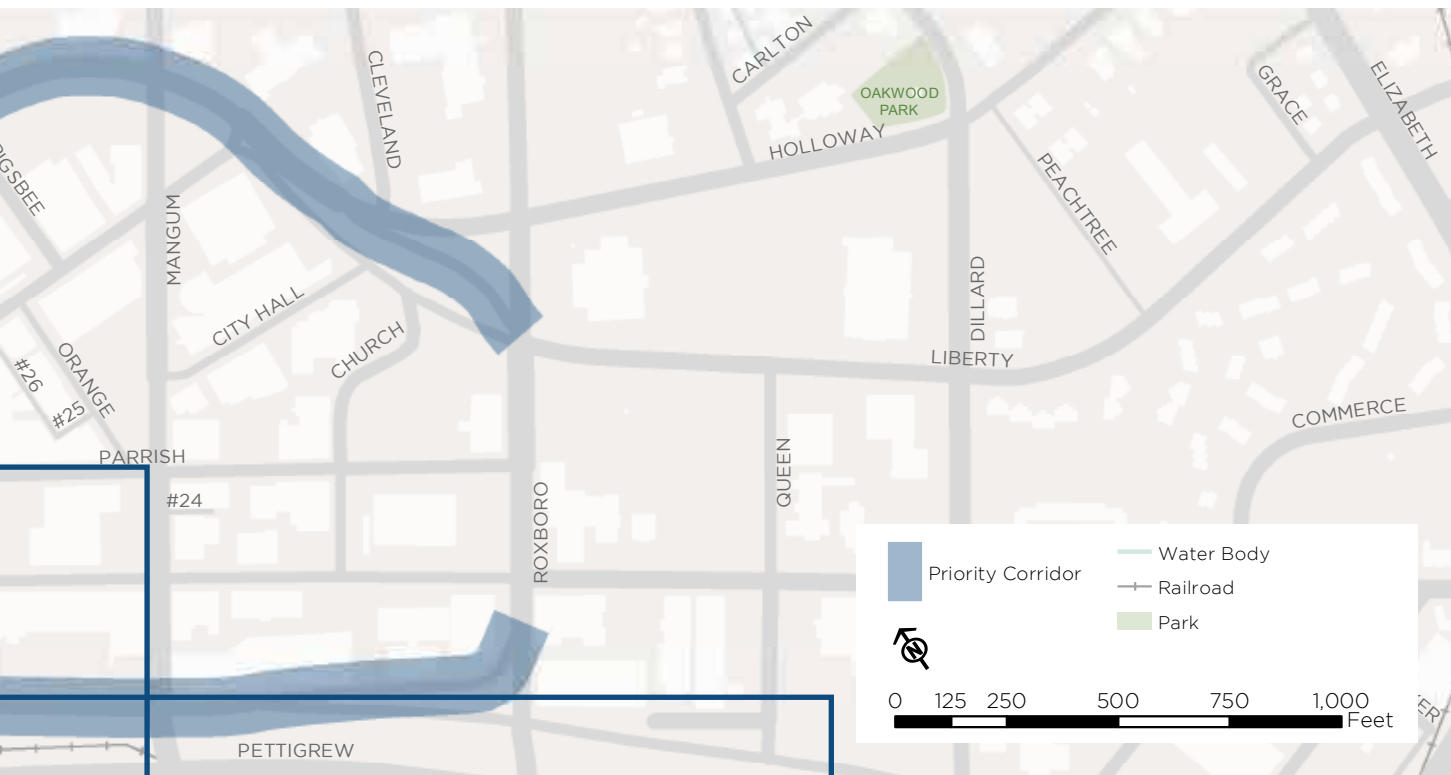 CARLTON
CLEVELAND
GRACE
ELIZABETH
OAKWOOD
PARK
HOLLOWAY
PEACHTREE
MANGUM
DILLARD
CITY HALL
CHURCH
ORANGE
LIBERTY
#26
#25
COMMERCE
PARRISH
QUEEN
#24
ROXBORO
Priority Corridor
Water Body
Railroad
Park
N
0 125 250 500 750 1,000
Feet
PETTIGREW